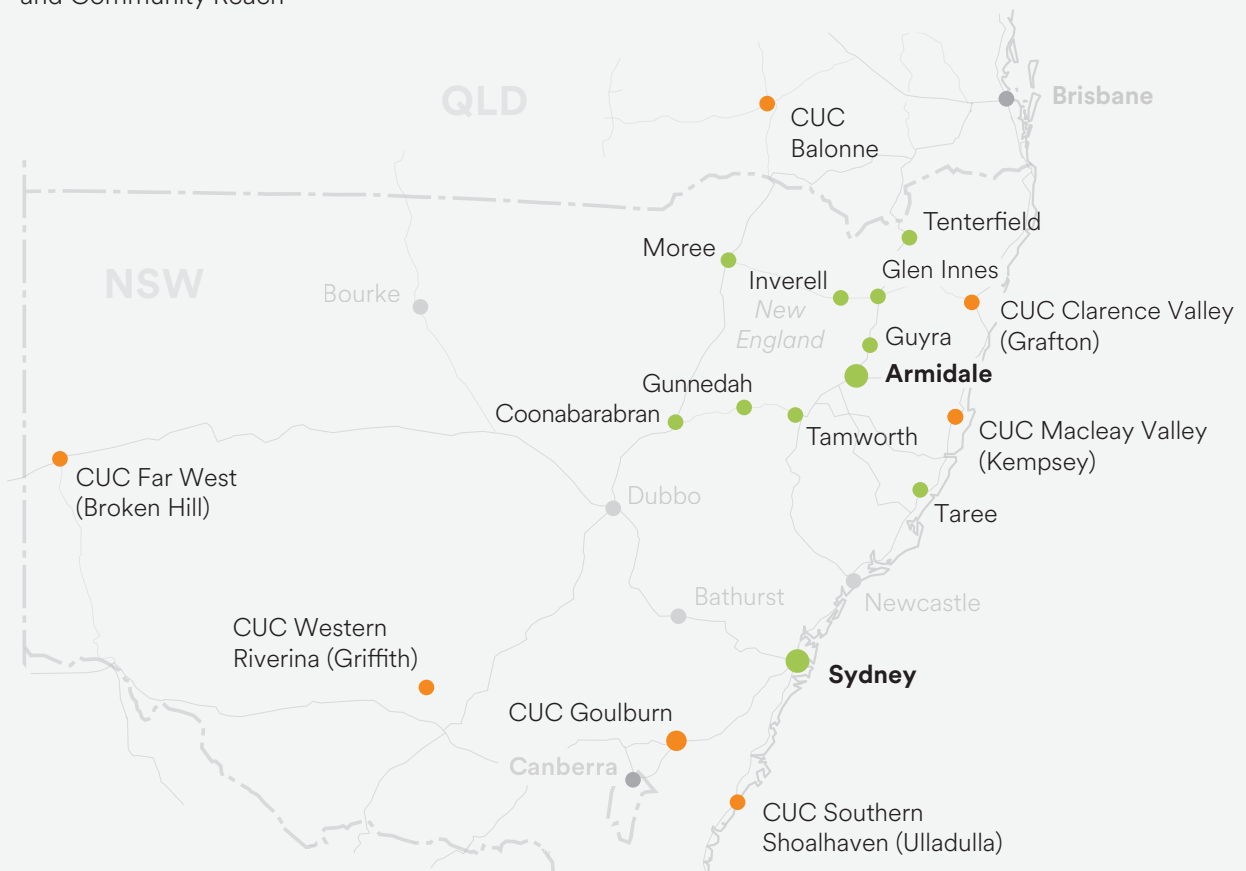 and Community Reach
QLD
Brisbane
CUC
Balonne
Tenterfield
Moree
Glen Innes
Inverell
NSW
Bourke
New
England
CUC Clarence Valley
(Grafton)
Guyra
Armidale
Gunnedah
Coonabarabran
Tamworth
CUC Macleay Valley
(Kempsey)
CUC Far West
(Broken Hill)
Dubbo
Taree
Bathurst
Newcastle
CUC Western
Riverina (Griffith)
Sydney
CUC Goulburn
Canberra
CUC Southern
Shoalhaven (Ulladulla)